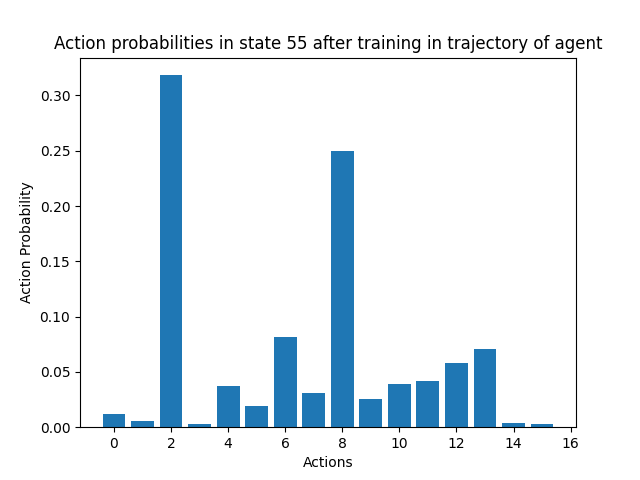 Action probabilities in state 55 after training in trajectory of agent
0.30
0.25
0.20
0.15
0.10
0.05
0.00
Action Probability
0 2 4 6 8 10 12 14 16
Actions